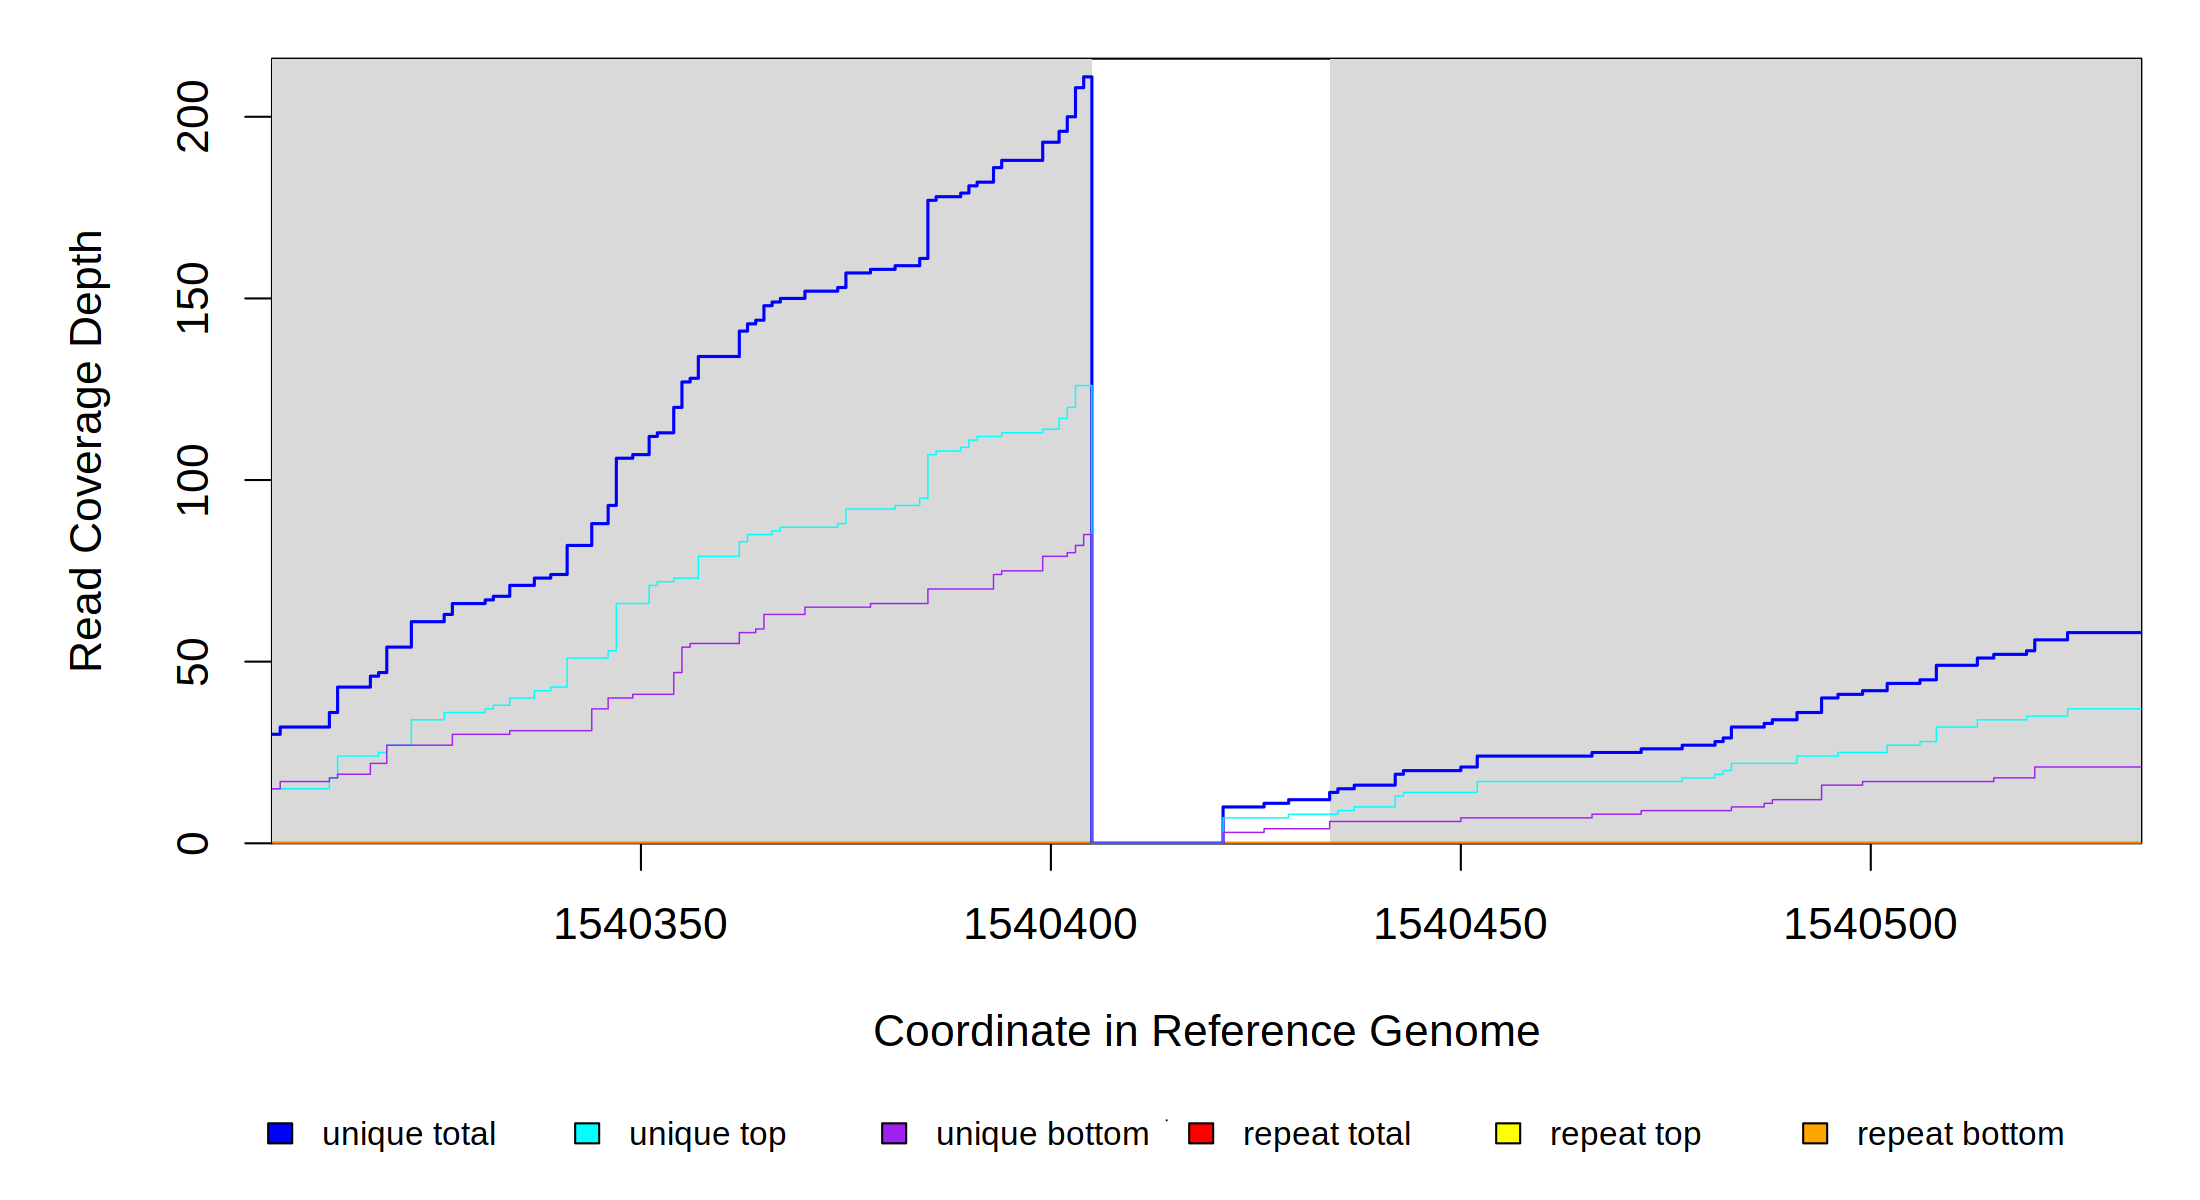 Read Coverage Depth
200
150
100
50
0
1540350 1540400 1540450 1540500
Coordinate in Reference Genome
unique total unique top unique bottom repeat total repeat top repeat bottom